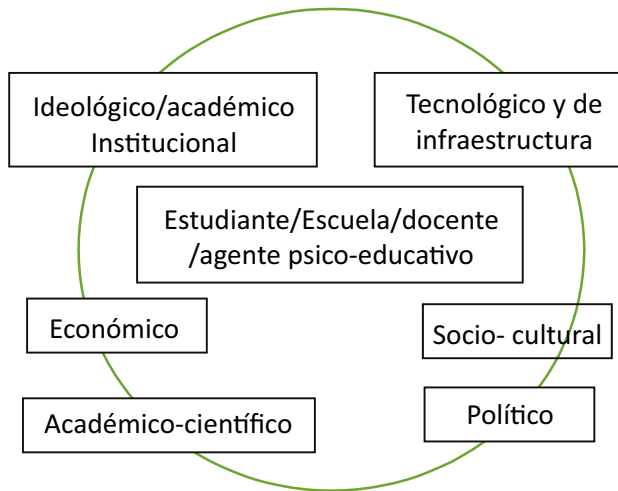 Ideológico/académico
Institucional
Tecnológico y de
infraestructura
Estudiante/Escuela/docente
/agente psico-educativo
Económico
Socio- cultural
Académico-científico
Político